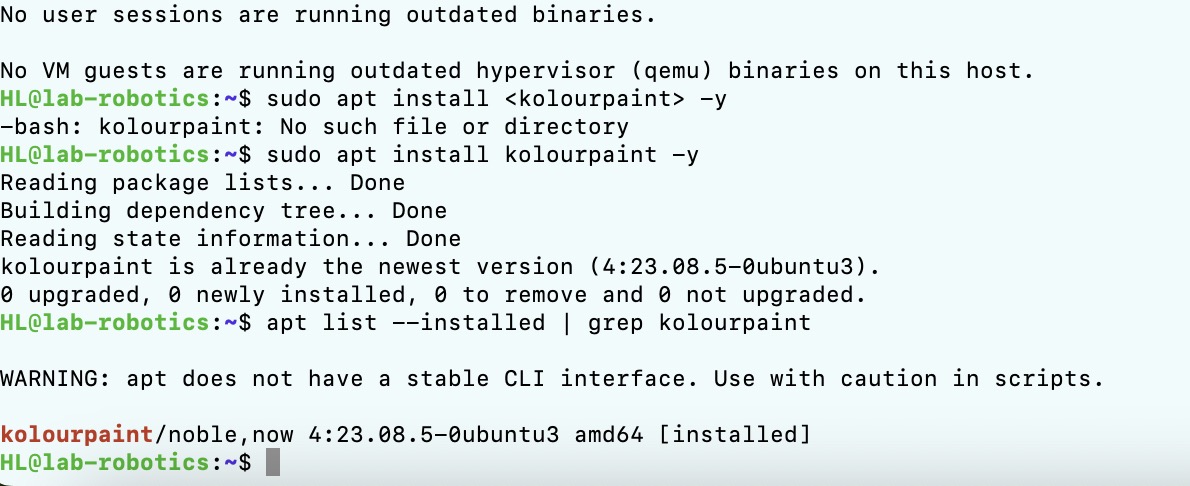 No user sessions are running outdated binaries.
No VM guests are running outdated hypervisor (qemu) binaries on this host.
HL@lab-robotics:~$ sudo apt install <kolourpaint> -y
-bash: kolourpaint: No such file or directory
HL@lab-robotics:~$ sudo apt install kolourpaint -y
Reading package lists... Done
Building dependency tree... Done
Reading state information... Done
kolourpaint is already the newest version (4:23.08.5-0ubuntu3).
0 upgraded, 0 newly installed, 0 to remove and 0 not upgraded.
HL@lab-robotics:~$ apt list --installed | grep kolourpaint
WARNING: apt does not have a stable CLI interface. Use with caution in scripts.
kolourpaint/noble,now 4:23.08.5-0ubuntu3 amd64 [installed]
HL@lab-robotics:~$